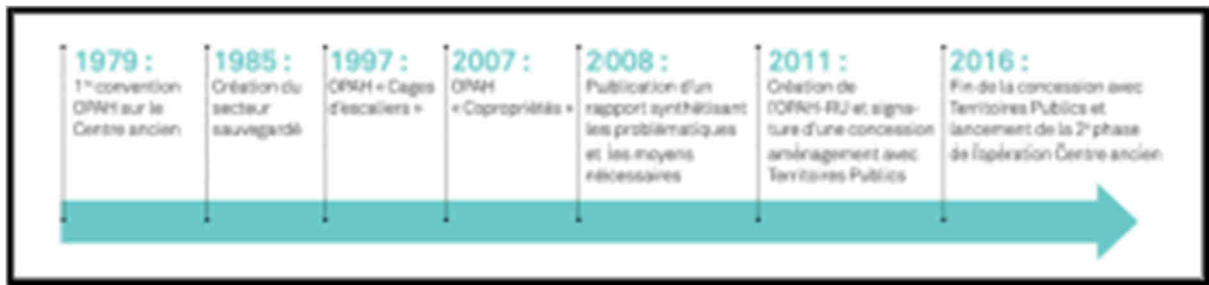 1979 :
1re convention
OPAH sur le
Centre ancien
1985 :
Création du
secteur
sauvegardé
1997 :
OPAH « Cages
d'escaliers »
2007 :
OPAH
« Copropriétés »
2008 :
Publication d'un
rapport synthétisant
les problématiques
et les moyens
nécessaires
2011 :
Création de
l'OPAH-RU et signa-
ture d'une concession
aménagement avec
Territoires Publics
2016 :
Fin de la concession avec
Territoires Publics et
lancement de la 2e phase
de l'opération Centre ancien